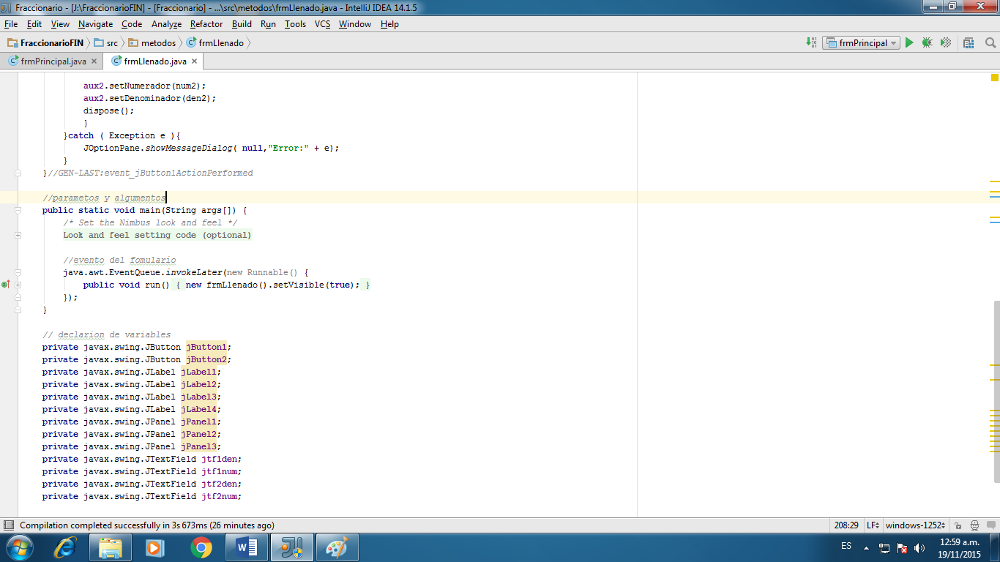 Fraccionario - [J:\FraccionarioFIN] - [Fraccionario] - ...\src\metodos\frmLlenado.java - IntelliJ IDEA 14.1.5
File Edit View Navigate Code Analyze Refactor Build Run Tools VCS Window Help
FraccionarioFIN src metodos frmLlenado frmPrincipal
frmPrincipal.java frmLlenado.java
aux2.setNumerador(num2);
aux2.setDenominador(den2);
dispose();
}
}catch ( Exception e ){
JOptionPane.showMessageDialog( null,"Error:" + e);
}
}//GEN-LAST:event_jButton1ActionPerformed
//parametos y algumentos
public static void main(String args[]) {
/* Set the Nimbus look and feel */
Look and feel setting code (optional)
//evento del fomulario
java.awt.EventQueue.invokeLater(new Runnable() {
public void run() { new frmLlenado().setVisible(true); }
});
}
// declarion de variables
private javax.swing.JButton jButton1;
private javax.swing.JButton jButton2;
private javax.swing.JLabel jLabel1;
private javax.swing.JLabel jLabel2;
private javax.swing.JLabel jLabel3;
private javax.swing.JLabel jLabel4;
private javax.swing.JPanel jPanel1;
private javax.swing.JPanel jPanel2;
private javax.swing.JPanel jPanel3;
private javax.swing.JTextField jtf1den;
private javax.swing.JTextField jtf1num;
private javax.swing.JTextField jtf2den;
private javax.swing.JTextField jtf2num;
Compilation completed successfully in 3s 673ms (26 minutes ago) 208:29 LF windows-1252
ES 12:59 a.m.
19/11/2015